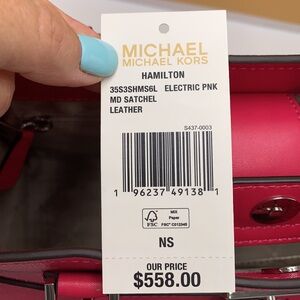 MICHAEL
MICHAEL KORS
HAMILTON
35S3SHMS6L ELECTRIC PNK
MD SATCHEL
LEATHER
S437-0003
1 96237 49138 1
FSC
MIX
Paper
NS
OUR PRICE
$558.00